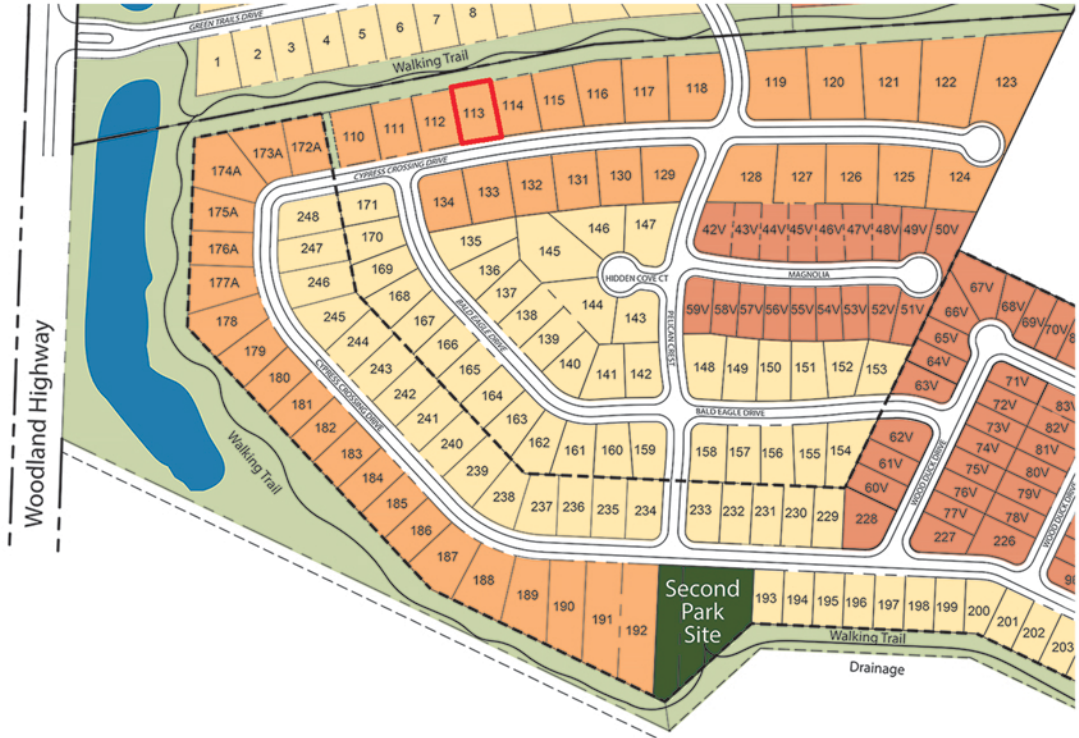 GREEN TRAILS DRIVE
1
2
3
4
5
6
7
8
Walking Trail
110
111
112
113
114
115
116
117
118
119
120
121
122
123
172A
173A
174A
175A
176A
177A
178
CYPRESS CROSSING DRIVE
134
133
132
131
130
129
128
127
126
125
124
248
247
246
245
244
243
242
241
240
239
238
171
170
169
168
167
166
165
164
163
162
161
160
159
135
136
137
138
139
140
141
142
143
144
145
146
147
HIDDEN COVE CT
42V
43V
44V
45V
46V
47V
48V
49V
50V
MAGNOLIA
59V
58V
57V
56V
55V
54V
53V
52V
51V
PELICAN CREST
BALD EAGLE DRIVE
148
149
150
151
152
153
BALD EAGLE DRIVE
158
157
156
155
154
67V
66V
65V
64V
63V
68V
69V
70V
62V
61V
60V
228
WOOD DUCK DRIVE
71V
72V
73V
74V
75V
76V
77V
227
83V
82V
81V
80V
79V
78V
226
WOOD DUCK DRIVE
237
236
235
234
233
232
231
230
229
179
180
181
182
183
184
185
186
187
188
189
190
191
192
CYPRESS CROSSING DRIVE
Woodland Highway
Walking Trail
Second
Park
Site
193
194
195
196
197
198
199
200
201
202
203
Walking Trail
Drainage